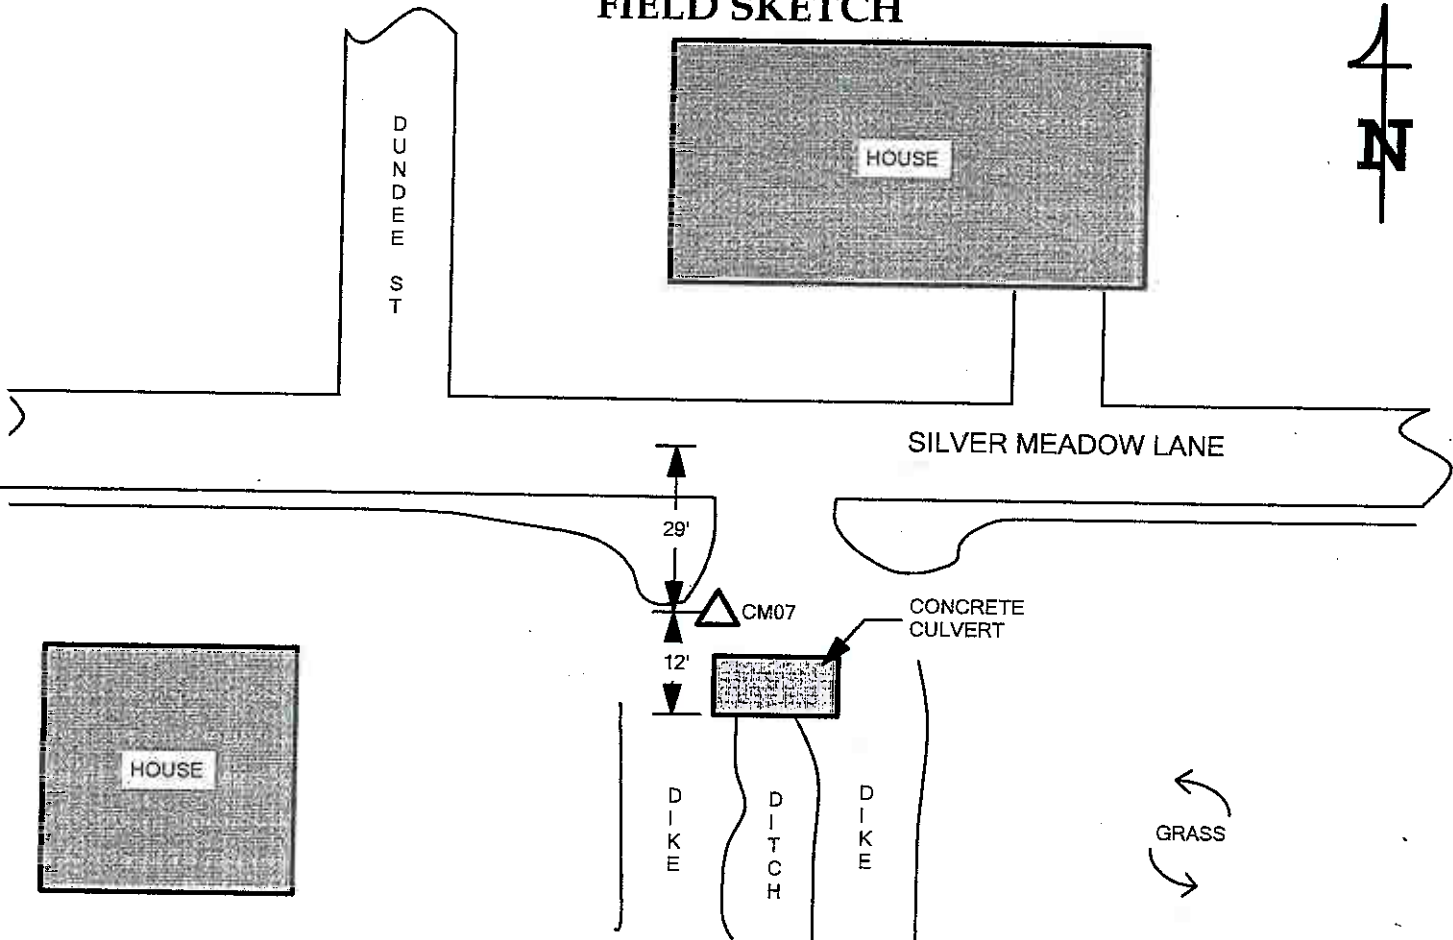 FIELD SKETCH
N
DUNDEE ST
HOUSE
SILVER MEADOW LANE
29'
CM07
CONCRETE
CULVERT
12'
HOUSE
DIKE
DITCH
DIKE
GRASS